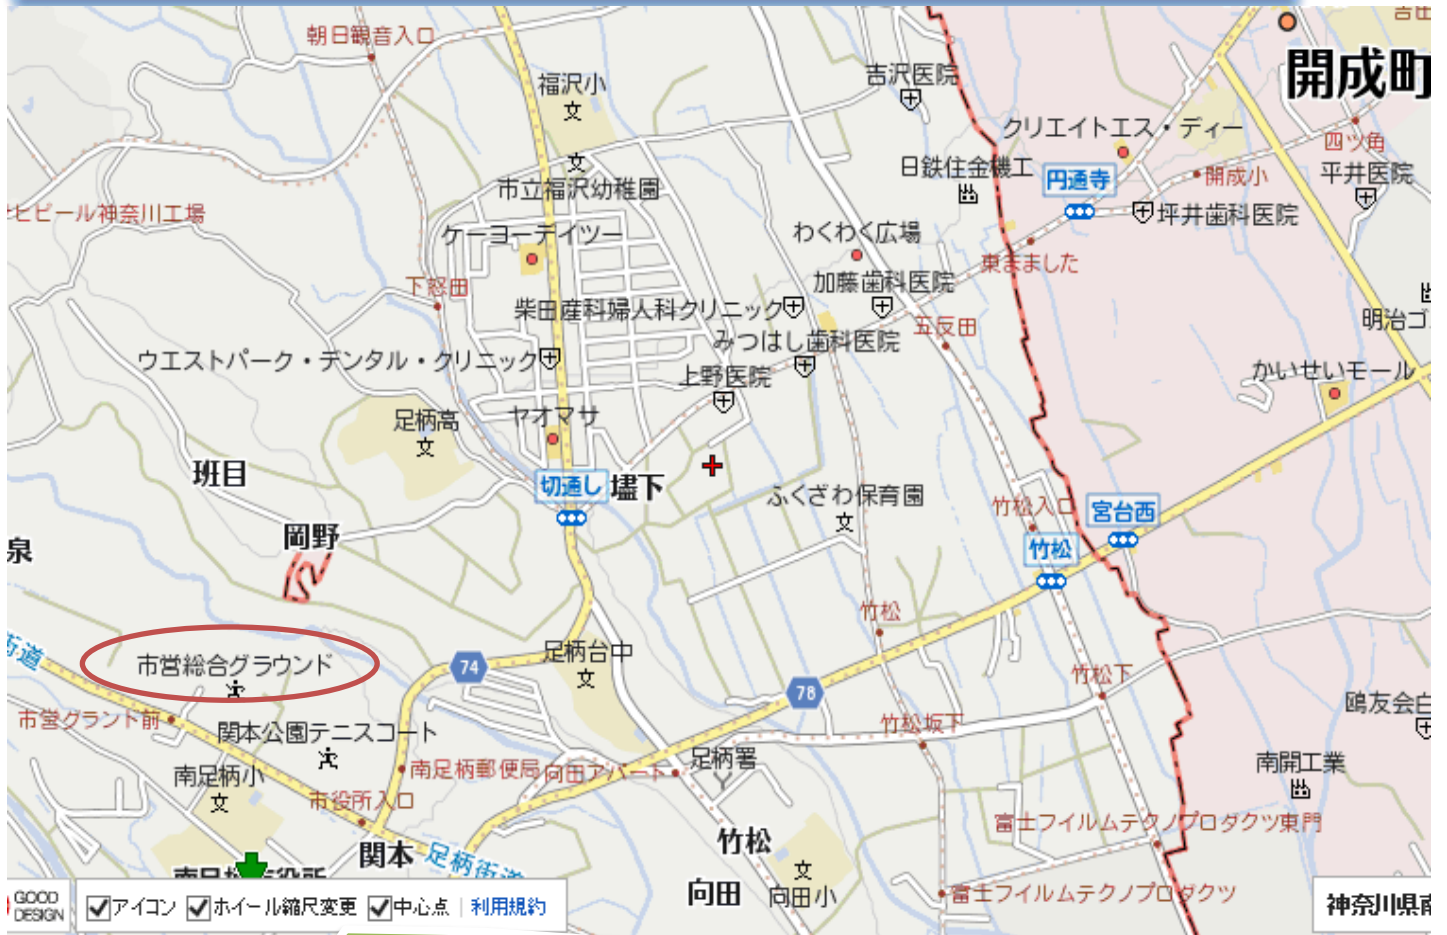 朝日観音入口
福沢小
吉沢医院
開成町
クリエイトエス・ディー
四ツ角
日鉄住金機工
円通寺
開成小
平井医院
市立福沢幼稚園
ビール神奈川工場
坪井歯科医院
ケーヨーデイツー
わくわく広場
東まました
下怒田
加藤歯科医院
柴田産科婦人科クリニック
五反田
明治ゴ
みつはし歯科医院
ウエストパーク・デンタル・クリニック
上野医院
かいせいモール
足柄高
ヤオマサ
班目
切通し
壗下
ふくざわ保育園
竹松入口
宮台西
岡野
竹松
泉
竹松
街道
市営総合グラウンド
74
足柄台中
竹松下
78
市営グランド前
関本公園テニスコート
竹松坂下
鴎友会白
南足柄小
南足柄郵便局
向田アパート
足柄署
南開工業
市役所入口
富士フイルムテクノプロダクツ東門
関本
足柄街道
竹松
向田
向田小
富士フイルムテクノプロダクツ
GOOD
DESIGN
アイコン
ホイール縮尺変更
中心点
利用規約
神奈川県南